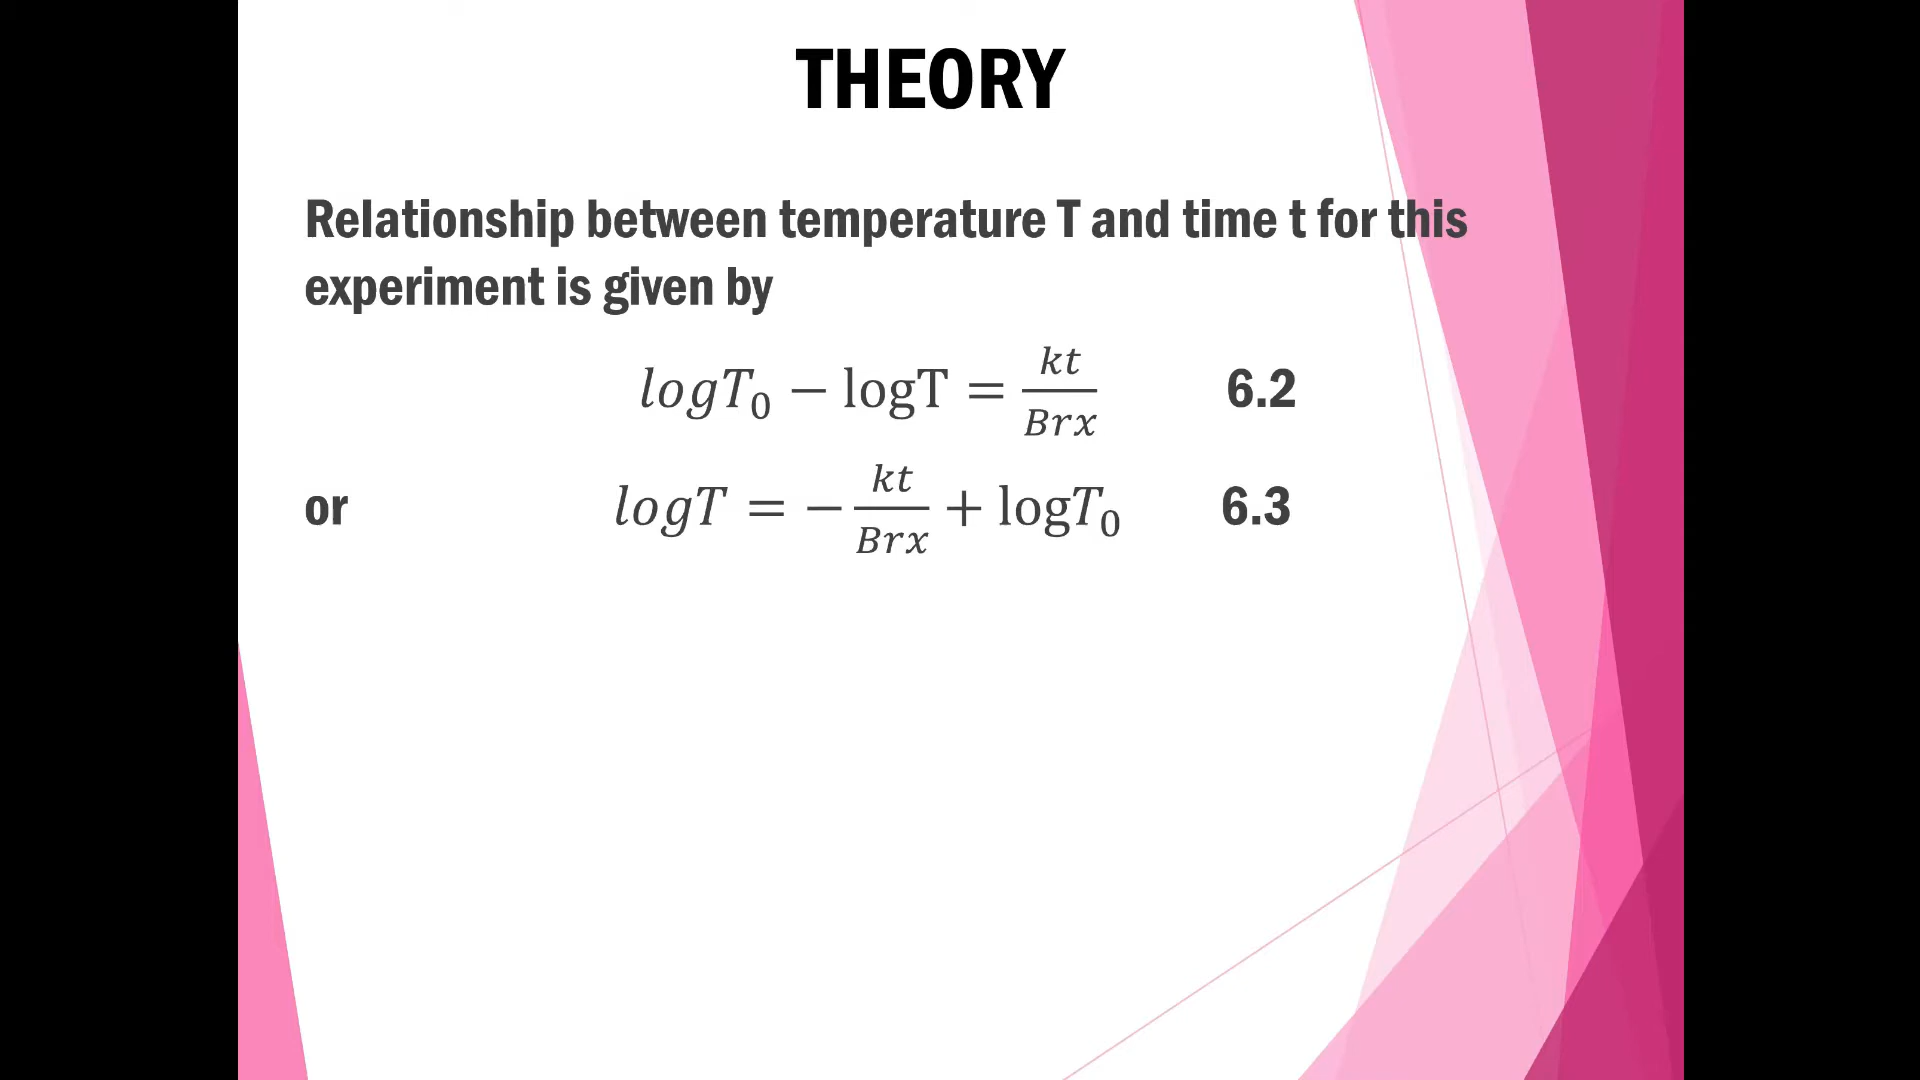 THEORY
Relationship between temperature T and time t for this
experiment is given by
logT₀ − logT = kt/Brx 6.2
or logT = − kt/Brx + logT₀ 6.3